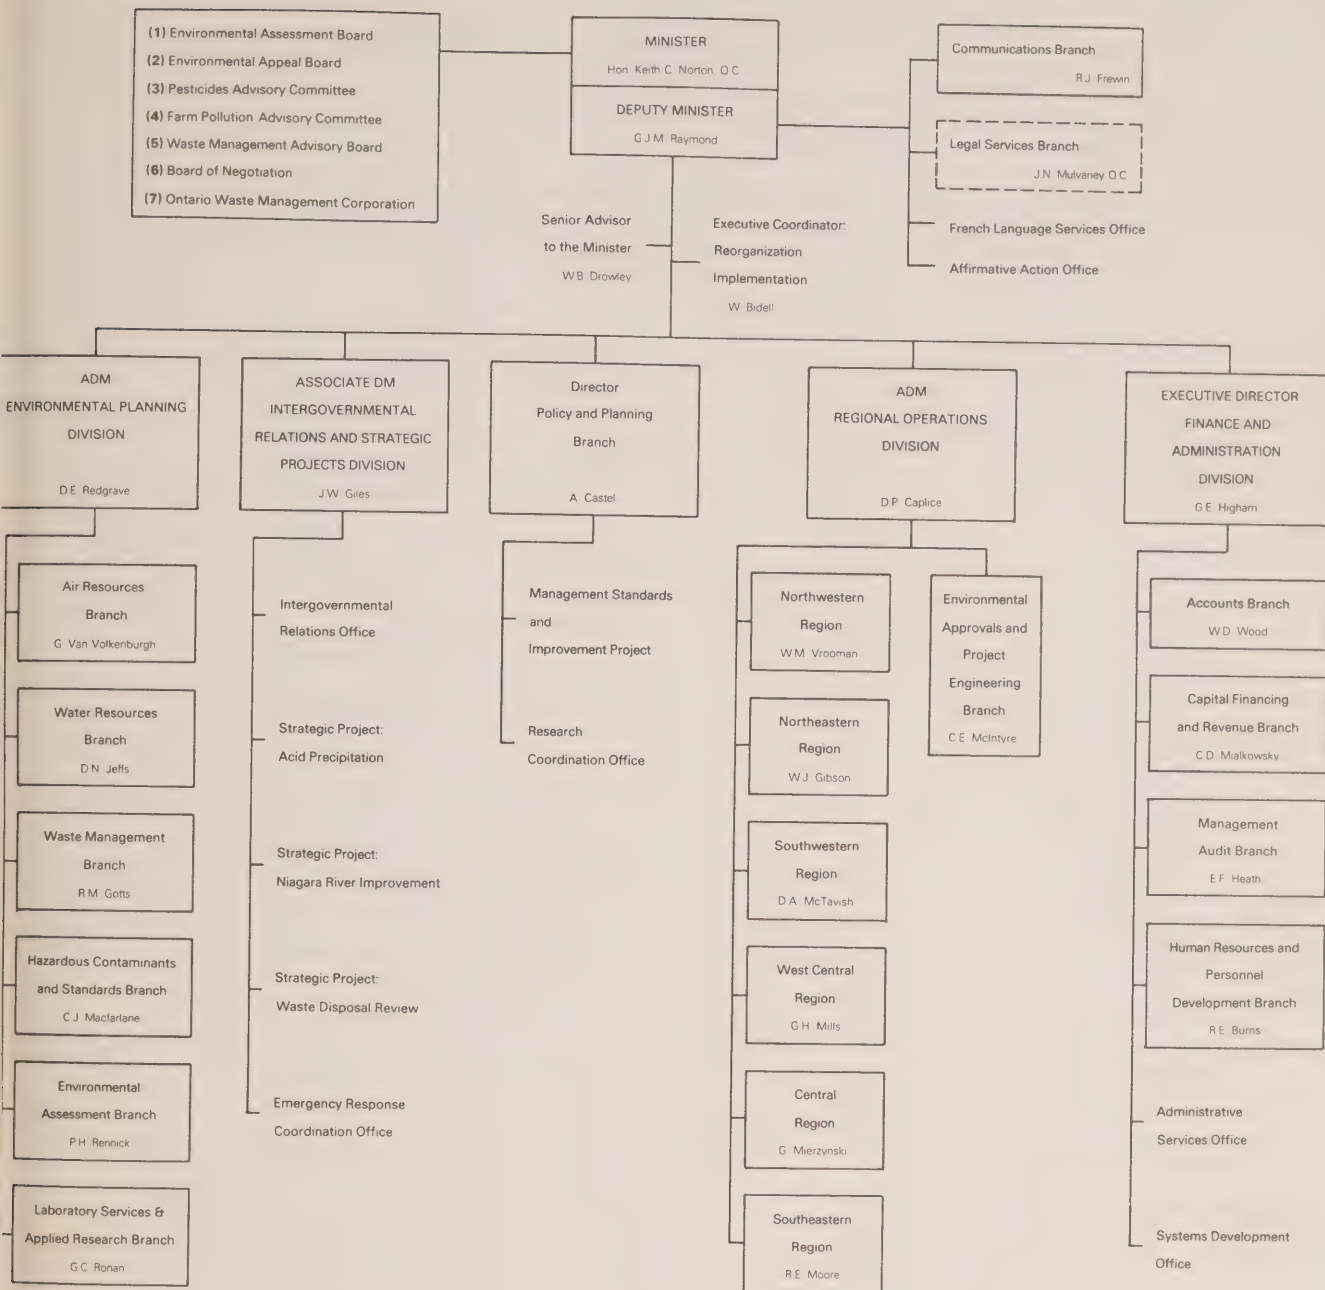 (1) Environmental Assessment Board
(2) Environmental Appeal Board
(3) Pesticides Advisory Committee
(4) Farm Pollution Advisory Committee
(5) Waste Management Advisory Board
(6) Board of Negotiation
(7) Ontario Waste Management Corporation
MINISTER
Hon. Keith C. Norton, Q C
DEPUTY MINISTER
G J M Raymond
Communications Branch
R J Frewin
Legal Services Branch
J.N Mulvaney Q C
French Language Services Office
Affirmative Action Office
Senior Advisor
to the Minister
W B Drowley
Executive Coordinator:
Reorganization
Implementation
W Bidell
ADM
ENVIRONMENTAL PLANNING
DIVISION
D E Redgrave
Air Resources
Branch
G Van Volkenburgh
Water Resources
Branch
D N Jeffs
Waste Management
Branch
R M Gotts
Hazardous Contaminants
and Standards Branch
C J Macfarlane
Environmental
Assessment Branch
P H Rennick
Laboratory Services &
Applied Research Branch
G C Ronan
ASSOCIATE DM
INTERGOVERNMENTAL
RELATIONS AND STRATEGIC
PROJECTS DIVISION
J W Giles
Intergovernmental
Relations Office
Strategic Project:
Acid Precipitation
Strategic Project:
Niagara River Improvement
Strategic Project:
Waste Disposal Review
Emergency Response
Coordination Office
Director
Policy and Planning
Branch
A Castel
Management Standards
and
Improvement Project
Research
Coordination Office
ADM
REGIONAL OPERATIONS
DIVISION
D P Caplice
Northwestern
Region
W M Vrooman
Northeastern
Region
W J Gibson
Southwestern
Region
D A McTavish
West Central
Region
G H Mills
Central
Region
G Mierzynski
Southeastern
Region
R E Moore
Environmental
Approvals and
Project
Engineering
Branch
C E McIntyre
EXECUTIVE DIRECTOR
FINANCE AND
ADMINISTRATION
DIVISION
G E Higham
Accounts Branch
W D Wood
Capital Financing
and Revenue Branch
C D Mialkowsky
Management
Audit Branch
E F Heath
Human Resources and
Personnel
Development Branch
R E Burns
Administrative
Services Office
Systems Development
Office